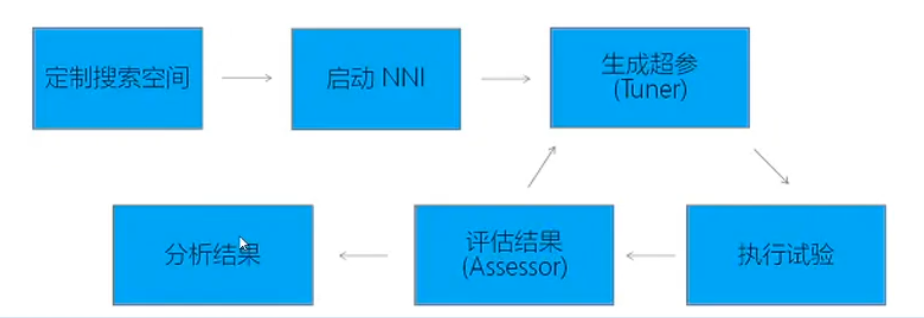 定制搜索空间
启动 NNI
生成超参
(Tuner)
分析结果
评估结果
(Assessor)
执行试验